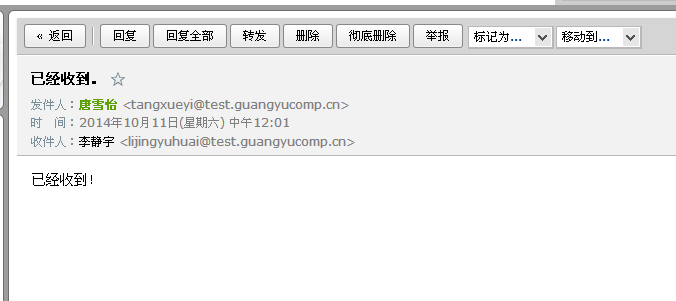 « 返回 回复 回复全部 转发 删除 彻底删除 举报 标记为... 移动到...
已经收到。 ☆
发件人：唐雪怡 <tangxueyi@test.guangyucomp.cn>
时　间：2014年10月11日(星期六) 中午12:01
收件人：李静宇 <lijingyuhuai@test.guangyucomp.cn>
已经收到！